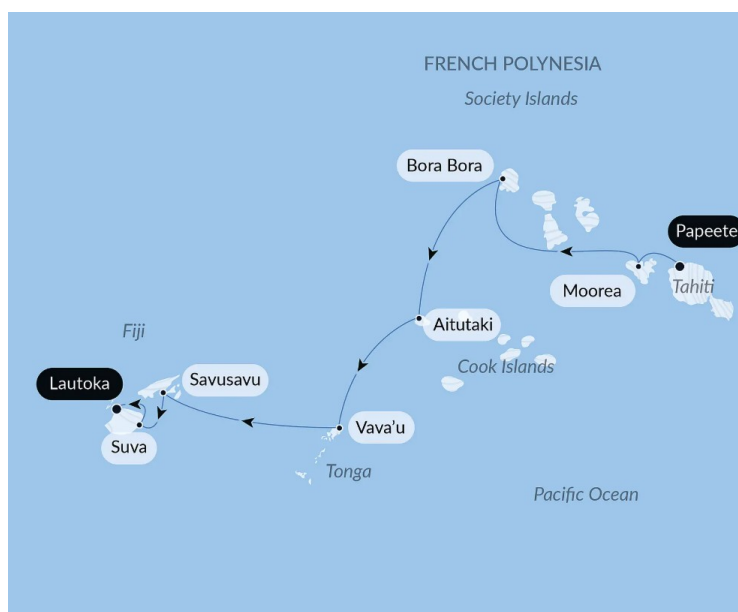 FRENCH POLYNESIA
Society Islands
Bora Bora
Papeete
Moorea
Tahiti
Aitutaki
Fiji
Cook Islands
Lautoka
Savusavu
Vava'u
Suva
Tonga
Pacific Ocean